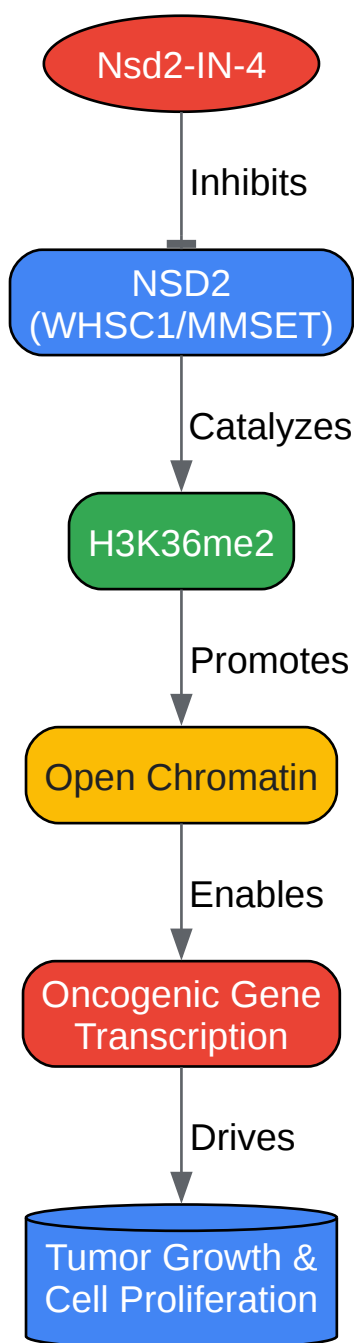 Nsd2-IN-4
Inhibits
NSD2
(WHSC1/MMSET)
Catalyzes
H3K36me2
Promotes
Open Chromatin
Enables
Oncogenic Gene
Transcription
Drives
Tumor Growth &
Cell Proliferation